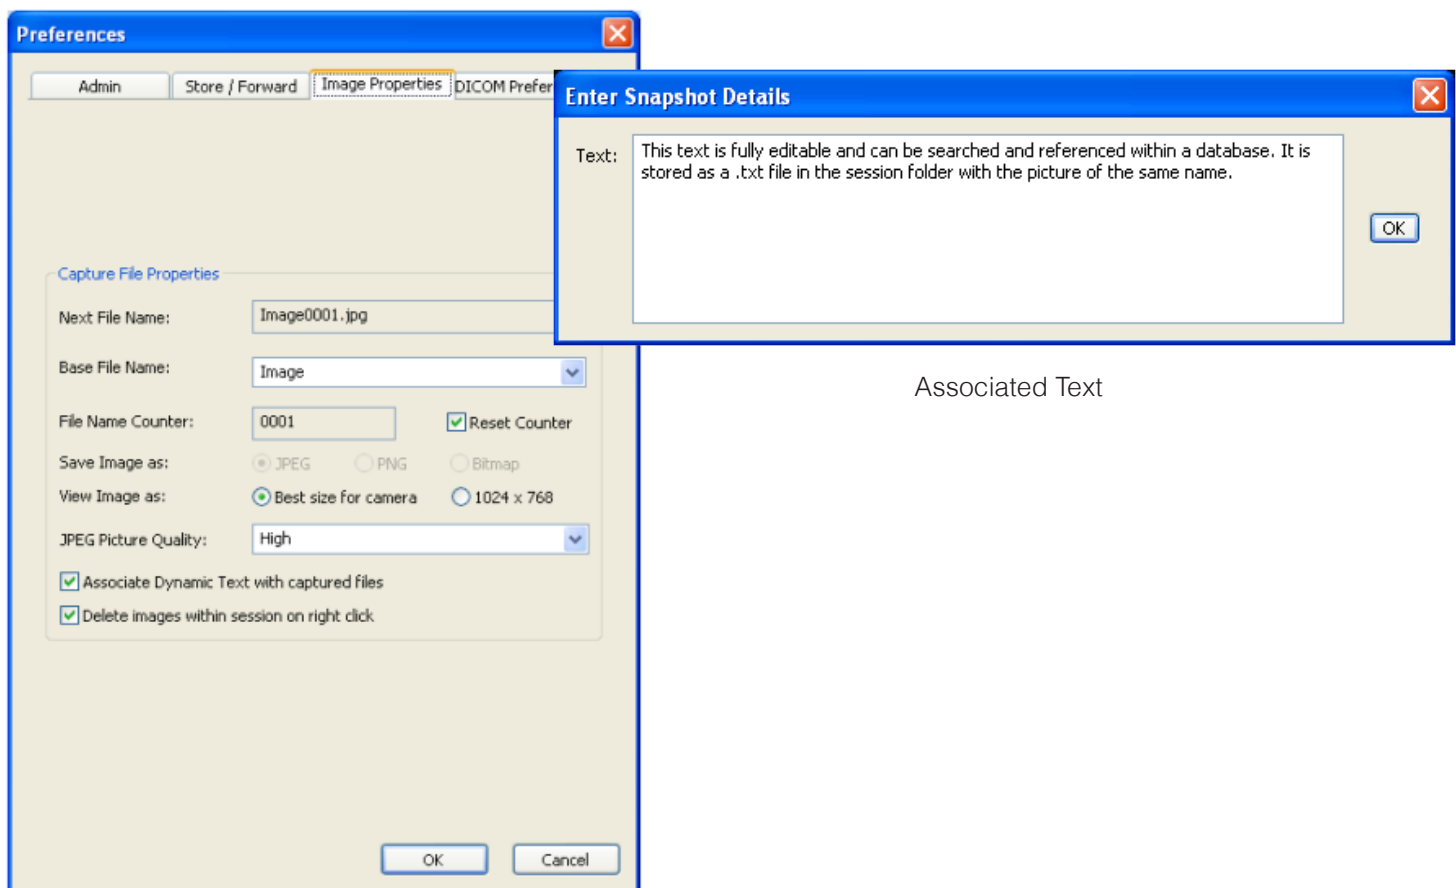 Preferences
Admin
Store / Forward
Image Properties
DICOM Prefer
Enter Snapshot Details
Text:
This text is fully editable and can be searched and referenced within a database. It is
stored as a .txt file in the session folder with the picture of the same name.
OK
Associated Text
Capture File Properties
Next File Name:
Image0001.jpg
Base File Name:
Image
File Name Counter:
0001
Reset Counter
Save Image as:
JPEG
PNG
Bitmap
View Image as:
Best size for camera
1024 x 768
JPEG Picture Quality:
High
Associate Dynamic Text with captured files
Delete images within session on right click
OK
Cancel